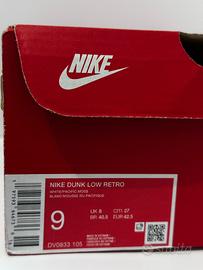 NIKE
NIKE DUNK LOW RETRO
WHITE/PACIFIC MOSS
BLANC/MOUSSE DU PACIFIQUE
9
UK 8
CM 27
BR 40.5
EUR 42.5
DV0833 105
subito